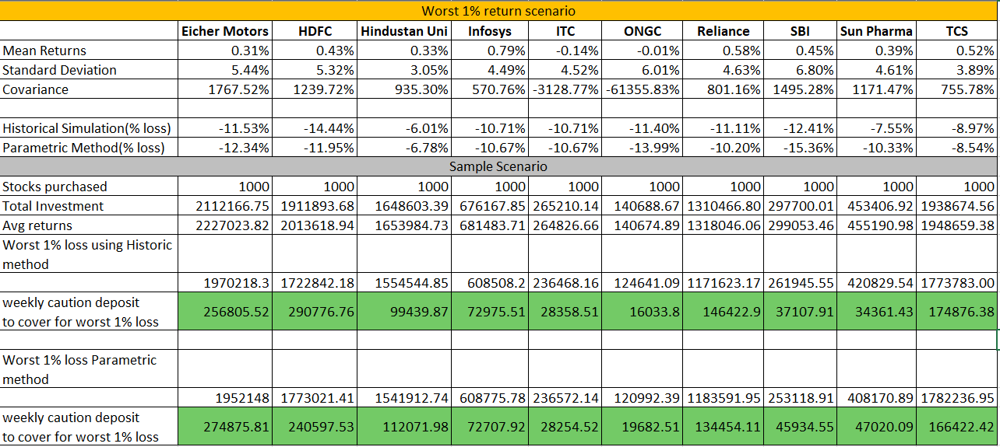 Worst 1% return scenario
Eicher Motors HDFC Hindustan Uni Infosys ITC ONGC Reliance SBI Sun Pharma TCS
Mean Returns 0.31% 0.43% 0.33% 0.79% -0.14% -0.01% 0.58% 0.45% 0.39% 0.52%
Standard Deviation 5.44% 5.32% 3.05% 4.49% 4.52% 6.01% 4.63% 6.80% 4.61% 3.89%
Covariance 1767.52% 1239.72% 935.30% 570.76% -3128.77% -61355.83% 801.16% 1495.28% 1171.47% 755.78%
Historical Simulation(% loss) -11.53% -14.44% -6.01% -10.71% -10.71% -11.40% -11.11% -12.41% -7.55% -8.97%
Parametric Method(% loss) -12.34% -11.95% -6.78% -10.67% -10.67% -13.99% -10.20% -15.36% -10.33% -8.54%
Sample Scenario
Stocks purchased 1000 1000 1000 1000 1000 1000 1000 1000 1000 1000
Total Investment 2112166.75 1911893.68 1648603.39 676167.85 265210.14 140688.67 1310466.80 297700.01 453406.92 1938674.56
Avg returns 2227023.82 2013618.94 1653984.73 681483.71 264826.66 140674.89 1318046.06 299053.46 455190.98 1948659.38
Worst 1% loss using Historic
method
1970218.3 1722842.18 1554544.85 608508.2 236468.16 124641.09 1171623.17 261945.55 420829.54 1773783.00
weekly caution deposit
to cover for worst 1% loss 256805.52 290776.76 99439.87 72975.51 28358.51 16033.8 146422.9 37107.91 34361.43 174876.38
Worst 1% loss Parametric
method
1952148 1773021.41 1541912.74 608775.78 236572.14 120992.39 1183591.95 253118.91 408170.89 1782236.95
weekly caution deposit
to cover for worst 1% loss 274875.81 240597.53 112071.98 72707.92 28254.52 19682.51 134454.11 45934.55 47020.09 166422.42